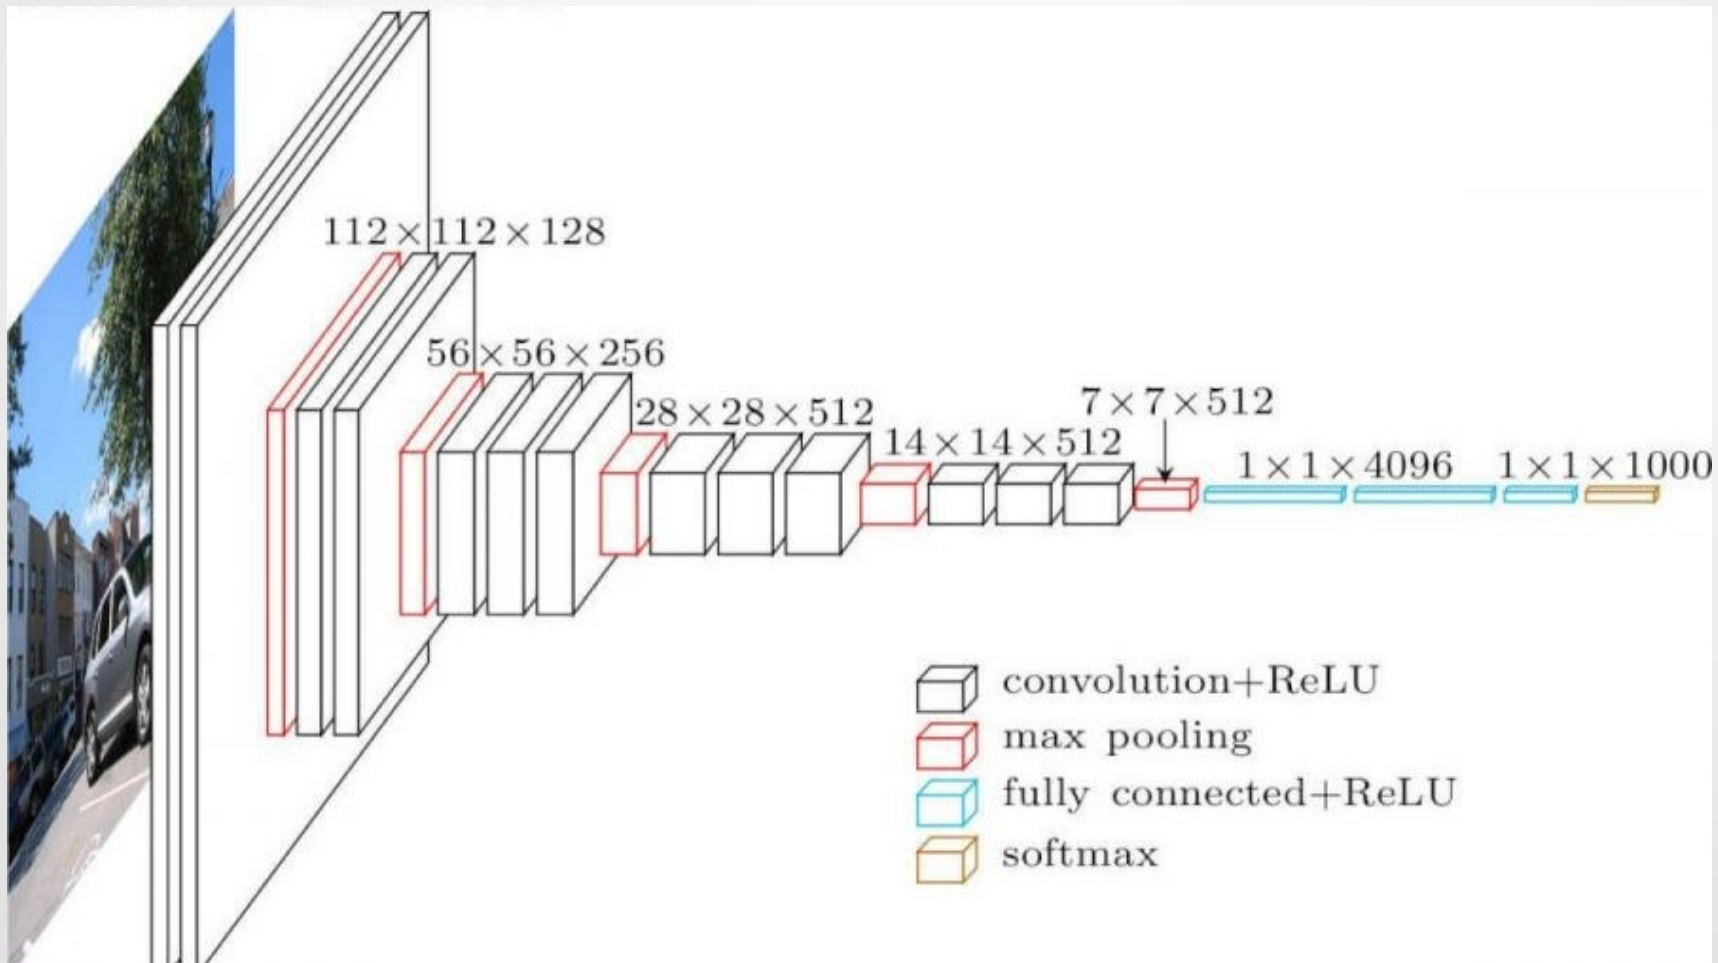 112×112×128
56×56×256
28×28×512
14×14×512
7×7×512
1×1×4096
1×1×1000
convolution+ReLU
max pooling
fully connected+ReLU
softmax